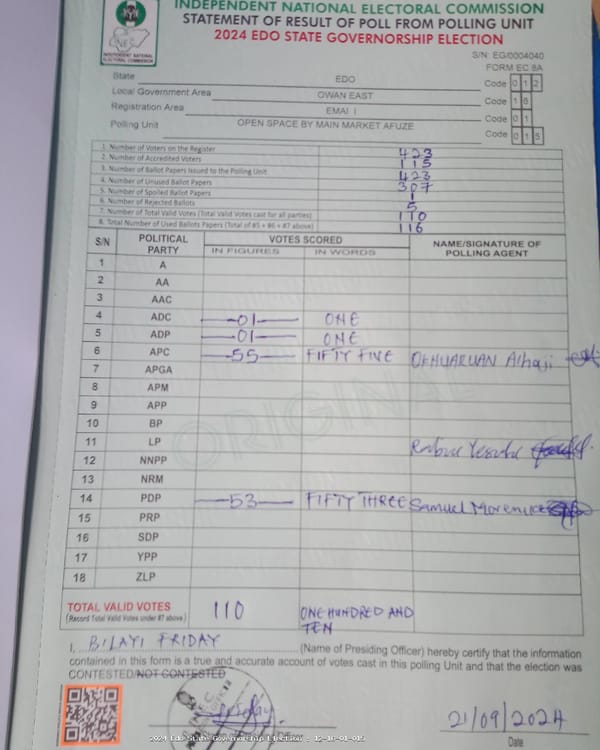 INDEPENDENT NATIONAL ELECTORAL COMMISSION
STATEMENT OF RESULT OF POLL FROM POLLING UNIT
2024 EDO STATE GOVERNORSHIP ELECTION
INEC
INDEPENDENT NATIONAL ELECTORAL COMMISSION
S/N: EG/0004040
FORM EC 8A
State EDO Code 0 1 2
Local Government Area OWAN EAST Code 1 0
Registration Area EMAI I Code 0 1
Polling Unit OPEN SPACE BY MAIN MARKET AFUZE Code 0 1 5
1. Number of Voters on the Register 423
2. Number of Accredited Voters 115
3. Number of Ballot Papers Issued to the Polling Unit 423
4. Number of Unused Ballot Papers 307
5. Number of Spoiled Ballot Papers 1
6. Number of Rejected Ballots 5
7. Number of Total Valid Votes (Total Valid Votes cast for all parties) 110
8. Total Number of Used Ballots Papers (Total of #5 + #6 + #7 above) 116
S/N POLITICAL PARTY VOTES SCORED NAME/SIGNATURE OF POLLING AGENT
IN FIGURES IN WORDS
1 A
2 AA
3 AAC
4 ADC 01 ONE
5 ADP 01 ONE
6 APC 55 FIFTY FIVE Alhaji
7 APGA
8 APM
9 APP
10 BP
11 LP
12 NNPP
13 NRM
14 PDP 53 FIFTY THREE Samuel
15 PRP
16 SDP
17 YPP
18 ZLP
ORIGINAL
TOTAL VALID VOTES 110 ONE HUNDRED AND TEN
(Record Total Valid Votes under #7 above)
I, BILAYI FRIDAY (Name of Presiding Officer) hereby certify that the information
contained in this form is a true and accurate account of votes cast in this polling Unit and that the election was
CONTESTED/NOT CONTESTED
21/09/2024
Date
2024 Edo State Governorship Election - 12-10-01-015